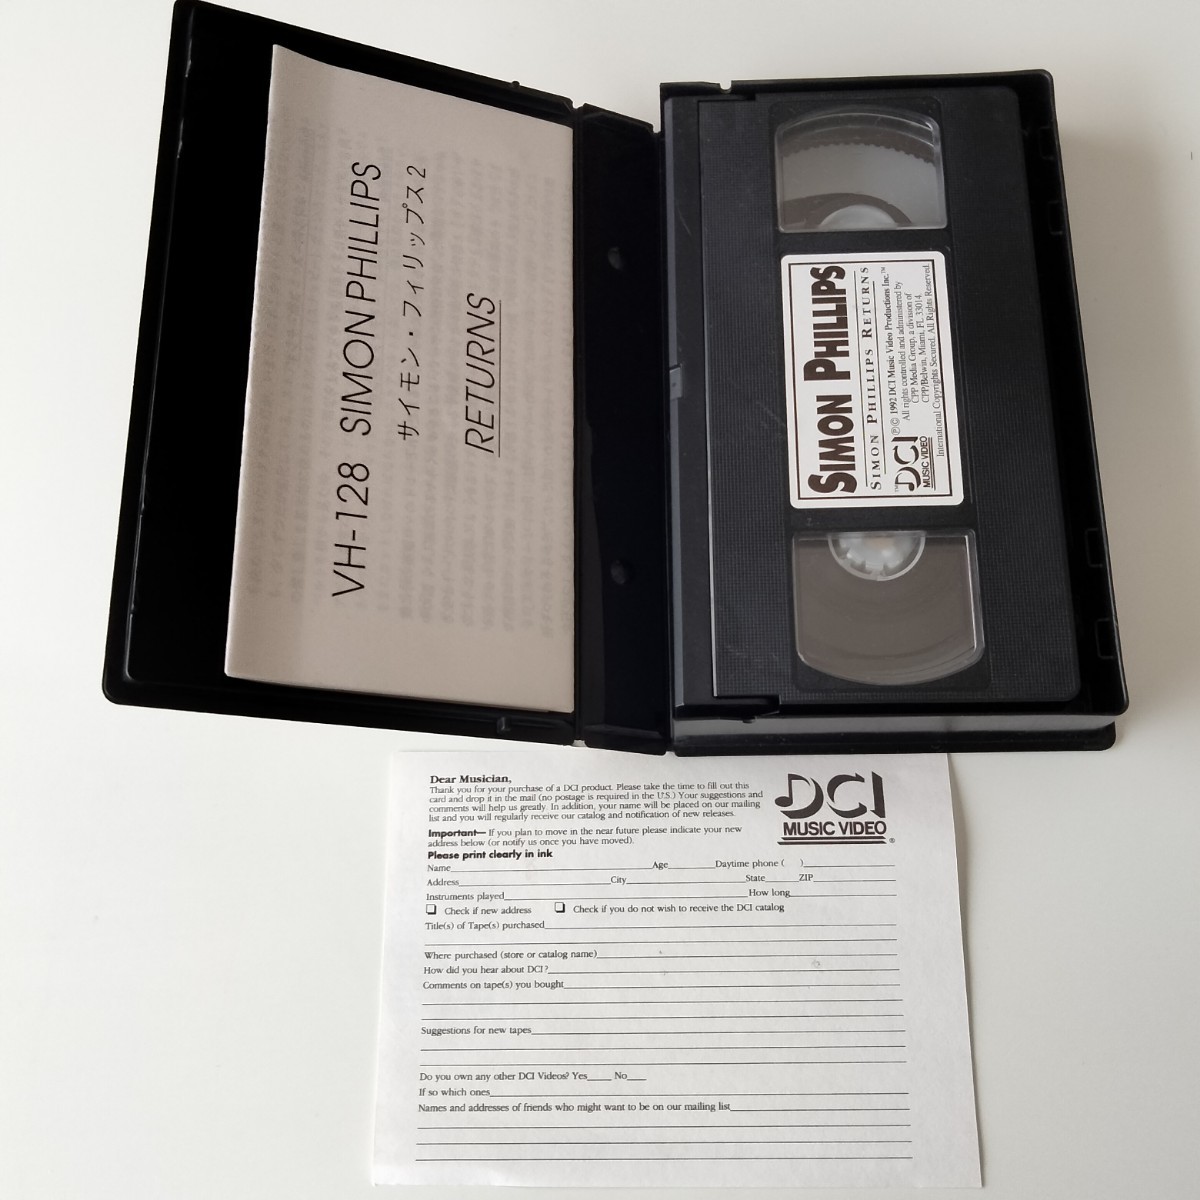 VH-128 SIMON PHILLIPS
サイモン・フィリップス2
RETURNS
SIMON PHILLIPS
SIMON PHILLIPS RETURNS
DCI
MUSIC VIDEO
℗© 1992 DCI Music Video Productions Inc.™
All rights controlled and administered by
CPP Media Group, a division of
CPP/Belwin, Miami, FL 33014.
International Copyrights Secured. All Rights Reserved.
Dear Musician,
Thank you for your purchase of a DCI product. Please take the time to fill out this
card and drop it in the mail (no postage is required in the U.S.) Your suggestions and
comments will help us greatly. In addition, your name will be placed on our mailing
list and you will regularly receive our catalog and notification of new releases.
Important— If you plan to move in the near future please indicate your new
address below (or notify us once you have moved).
DCI
MUSIC VIDEO®
Please print clearly in ink
Name Age Daytime phone ( )
Address City State ZIP
Instruments played How long
Check if new address Check if you do not wish to receive the DCI catalog
Title(s) of Tape(s) purchased
Where purchased (store or catalog name)
How did you hear about DCI?
Comments on tape(s) you bought
Suggestions for new tapes
Do you own any other DCI Videos? Yes No
If so which ones
Names and addresses of friends who might want to be on our mailing list